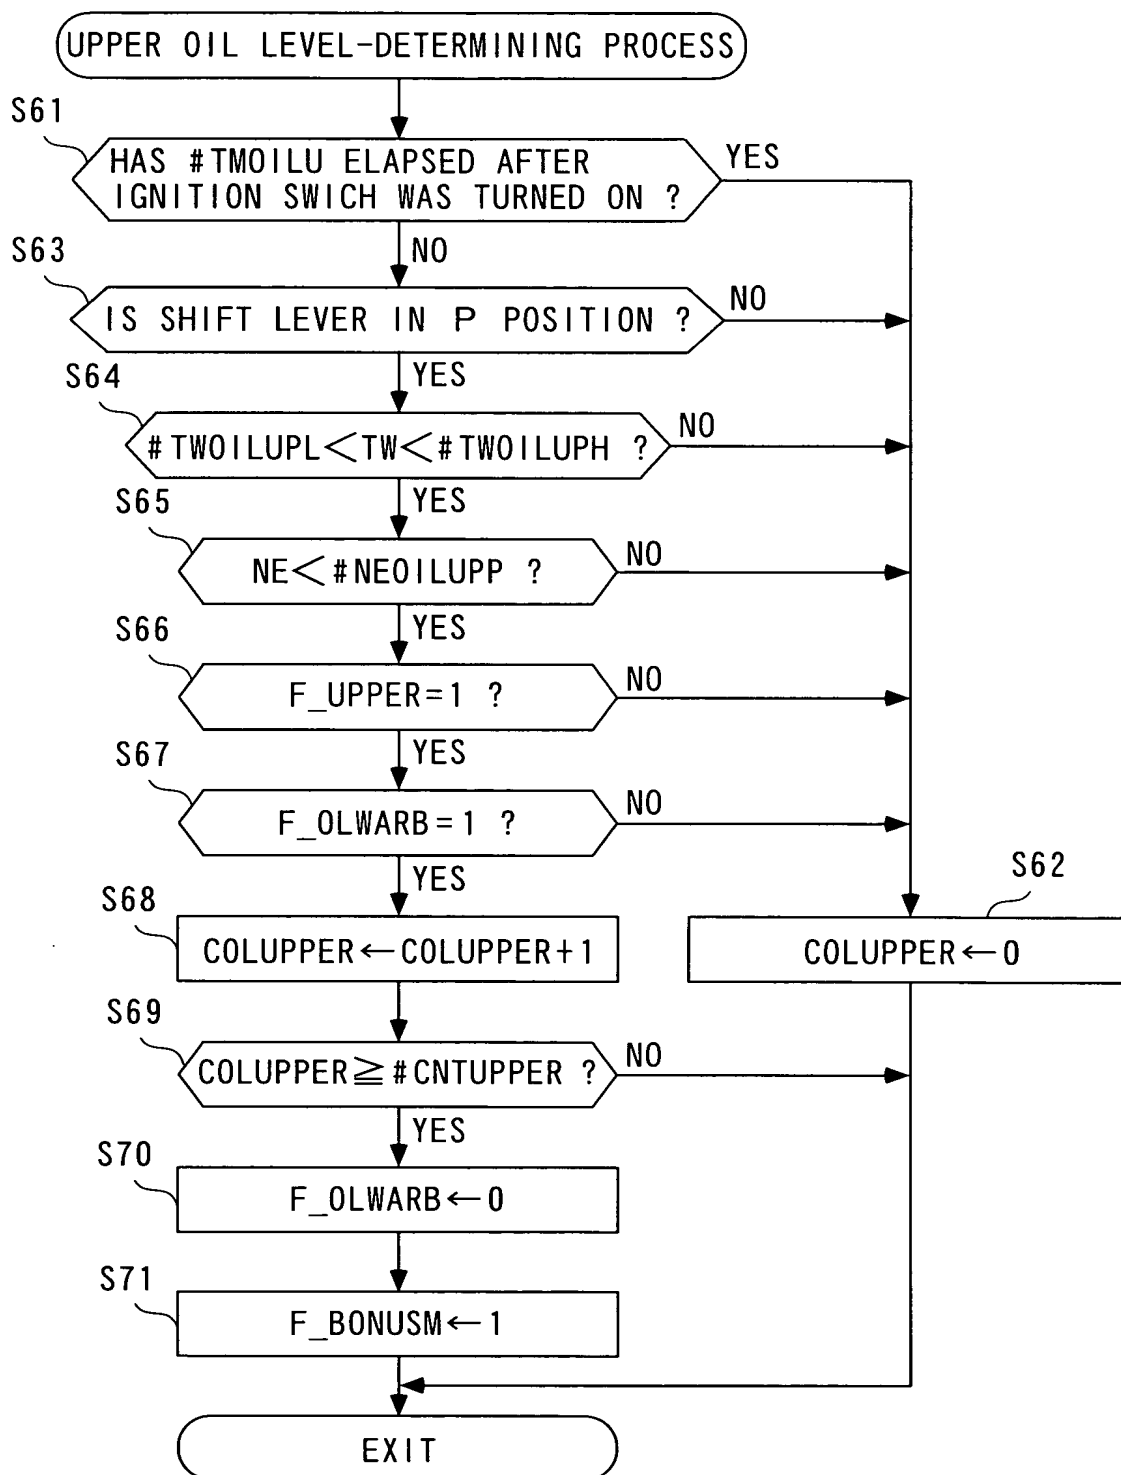 UPPER OIL LEVEL-DETERMINING PROCESS
S61
HAS #TMOILU ELAPSED AFTER
IGNITION SWICH WAS TURNED ON ?
YES
NO
S63
IS SHIFT LEVER IN P POSITION ?
NO
YES
S64
#TWOILUPL<TW<#TWOILUPH ?
NO
YES
S65
NE<#NEOILUPP ?
NO
YES
S66
F_UPPER=1 ?
NO
YES
S67
F_OLWARB=1 ?
NO
YES
S68
COLUPPER←COLUPPER+1
S62
COLUPPER←0
S69
COLUPPER≧#CNTUPPER ?
NO
YES
S70
F_OLWARB←0
S71
F_BONUSM←1
EXIT